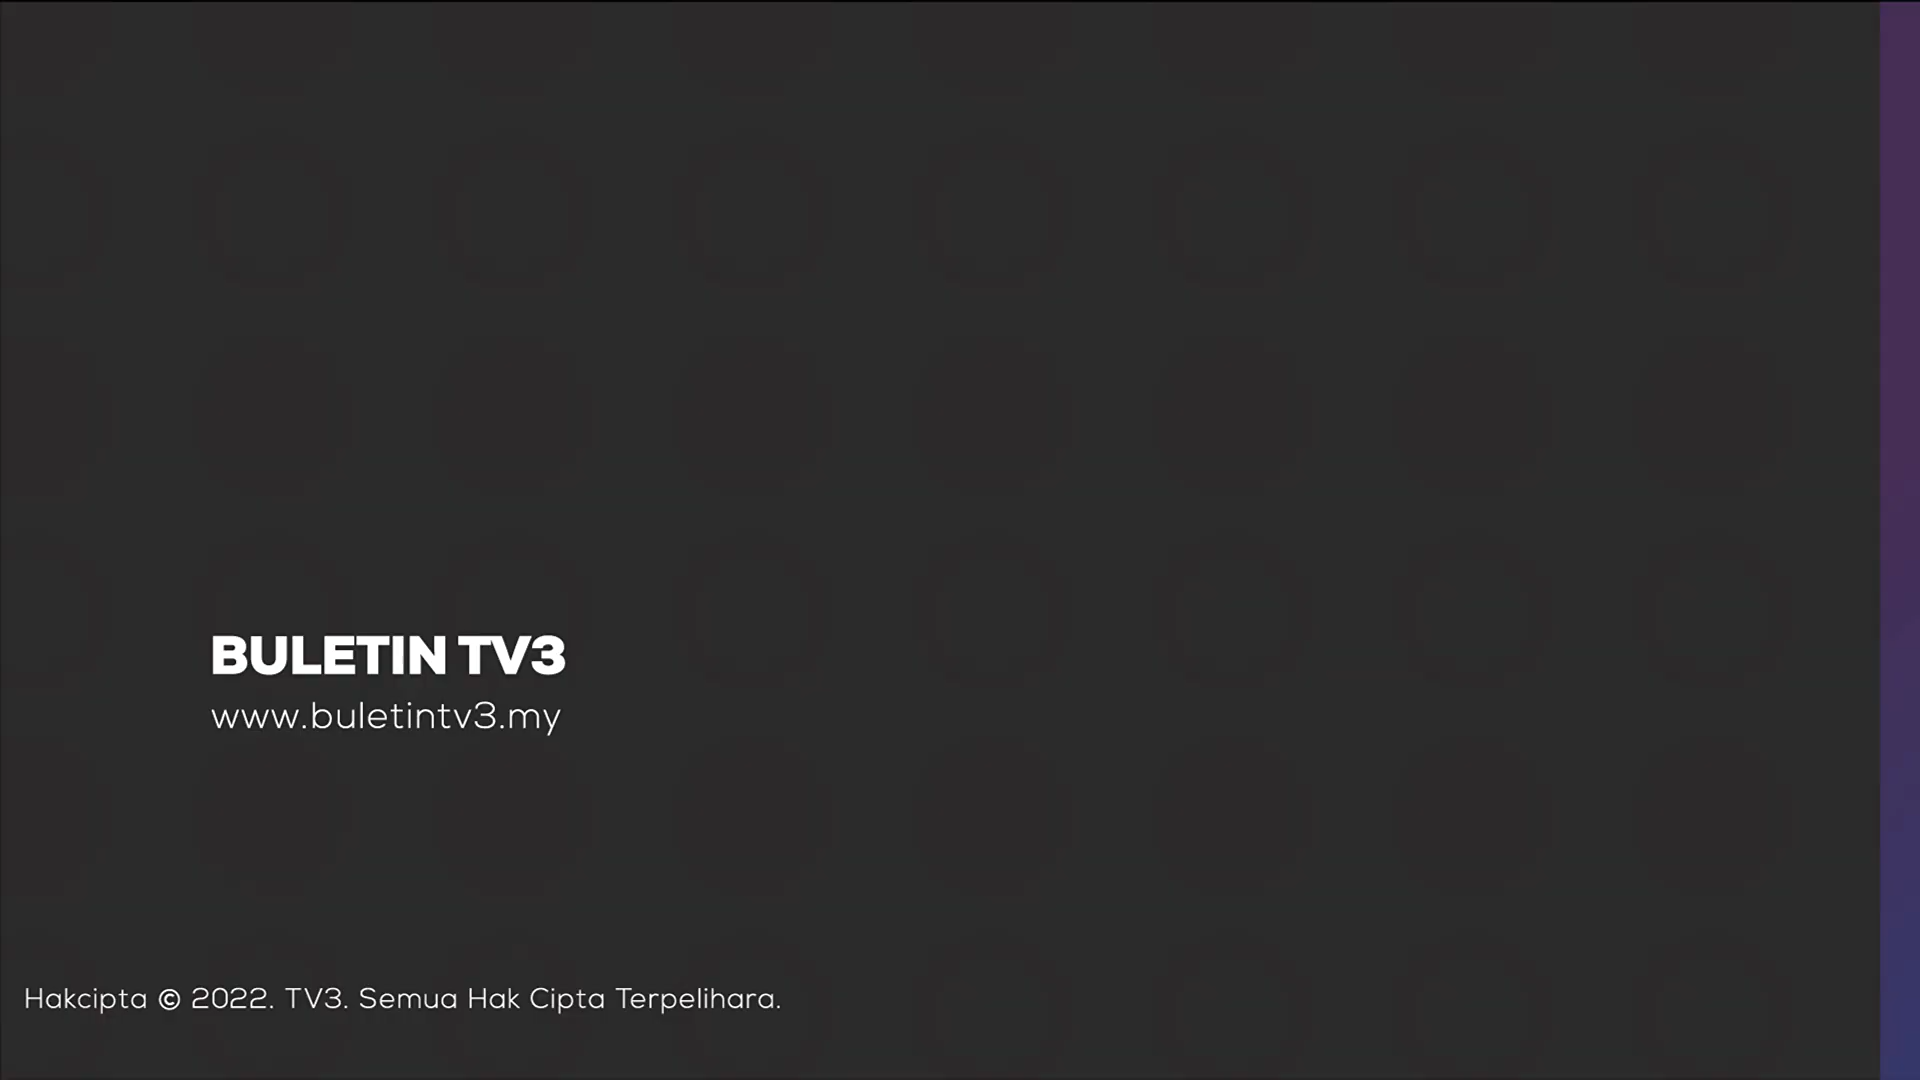 BULETIN TV3
www.buletintv3.my
Hakcipta © 2022. TV3. Semua Hak Cipta Terpelihara.